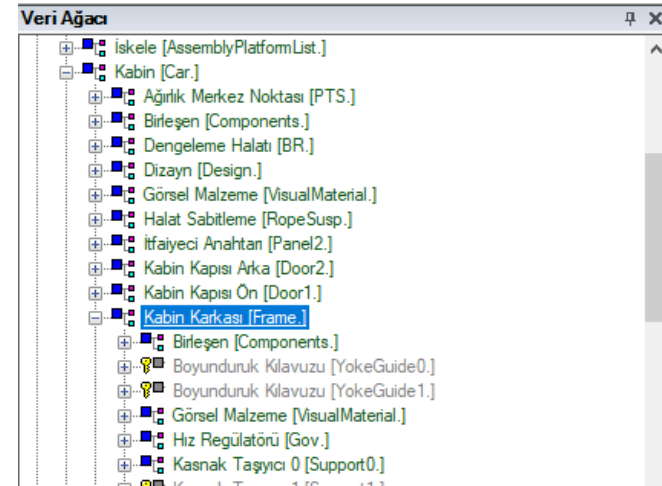 Veri Ağacı
İskele [AssemblyPlatformList.]
Kabin [Car.]
Ağırlık Merkez Noktası [PTS.]
Birleşen [Components.]
Dengeleme Halatı [BR.]
Dizayn [Design.]
Görsel Malzeme [VisualMaterial.]
Halat Sabitleme [RopeSusp.]
İtfaiyeci Anahtarı [Panel2.]
Kabin Kapısı Arka [Door2.]
Kabin Kapısı Ön [Door1.]
Kabin Karkası [Frame.]
Birleşen [Components.]
Boyunduruk Kılavuzu [YokeGuide0.]
Boyunduruk Kılavuzu [YokeGuide1.]
Görsel Malzeme [VisualMaterial.]
Hız Regülatörü [Gov.]
Kasnak Taşıyıcı 0 [Support0.]